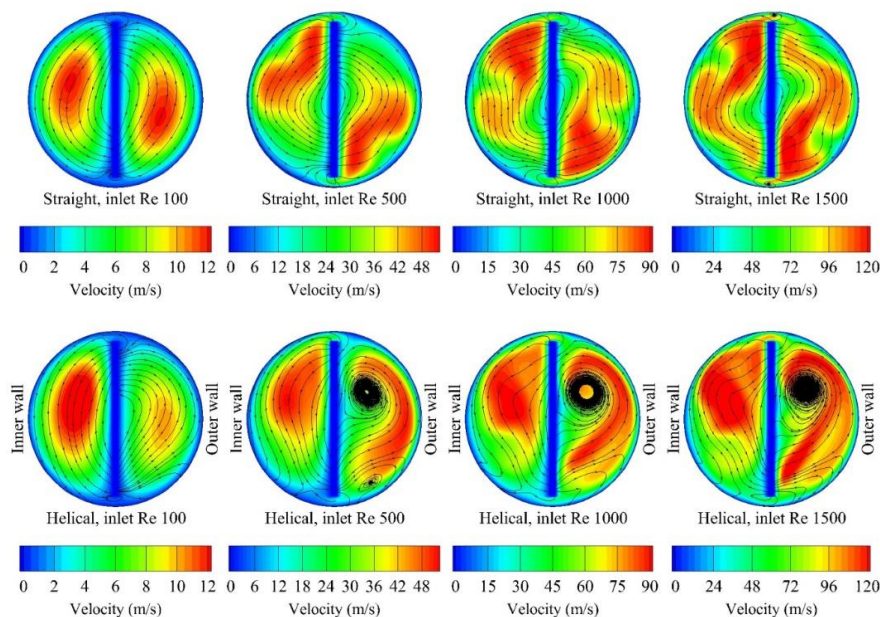 Straight, inlet Re 100
Straight, inlet Re 500
Straight, inlet Re 1000
Straight, inlet Re 1500
0 2 4 6 8 10 12
0 6 12 18 24 30 36 42 48
0 15 30 45 60 75 90
0 24 48 72 96 120
Velocity (m/s)
Velocity (m/s)
Velocity (m/s)
Velocity (m/s)
Inner wall
Outer wall
Inner wall
Outer wall
Inner wall
Outer wall
Inner wall
Outer wall
Helical, inlet Re 100
Helical, inlet Re 500
Helical, inlet Re 1000
Helical, inlet Re 1500
0 2 4 6 8 10 12
0 6 12 18 24 30 36 42 48
0 15 30 45 60 75 90
0 24 48 72 96 120
Velocity (m/s)
Velocity (m/s)
Velocity (m/s)
Velocity (m/s)